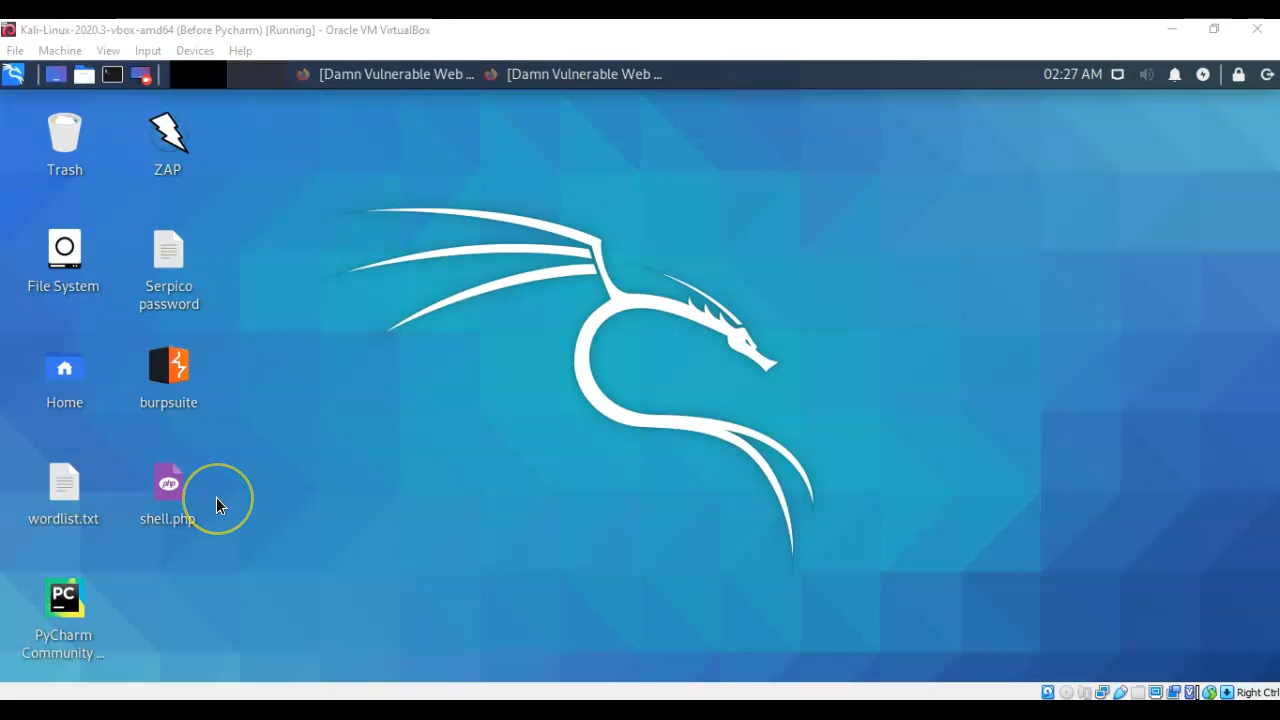 Kali-Linux-2020.3-vbox-amd64 (Before Pycharm) [Running] - Oracle VM VirtualBox
File Machine View Input Devices Help
[Damn Vulnerable Web ... [Damn Vulnerable Web ... 02:27 AM
Trash ZAP
File System Serpico
password
Home burpsuite
wordlist.txt php shell.php
PC
PyCharm
Community ...
Right Ctrl